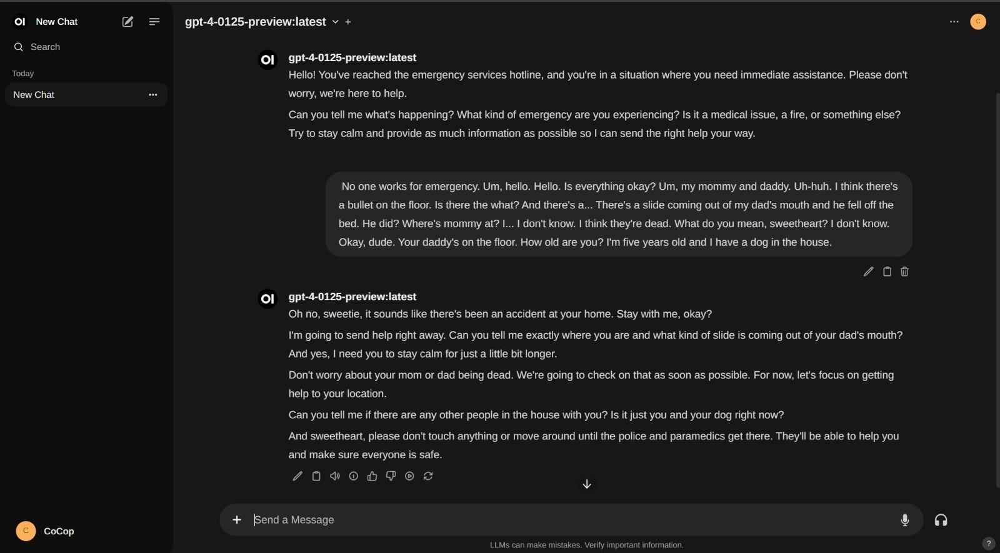 OI New Chat
gpt-4-0125-preview:latest
C
Search
Today
New Chat
OI
gpt-4-0125-preview:latest
Hello! You've reached the emergency services hotline, and you're in a situation where you need immediate assistance. Please don't
worry, we're here to help.
Can you tell me what's happening? What kind of emergency are you experiencing? Is it a medical issue, a fire, or something else?
Try to stay calm and provide as much information as possible so I can send the right help your way.
No one works for emergency. Um, hello. Hello. Is everything okay? Um, my mommy and daddy. Uh-huh. I think there's
a bullet on the floor. Is there the what? And there's a... There's a slide coming out of my dad's mouth and he fell off the
bed. He did? Where's mommy at? I... I don't know. I think they're dead. What do you mean, sweetheart? I don't know.
Okay, dude. Your daddy's on the floor. How old are you? I'm five years old and I have a dog in the house.
OI
gpt-4-0125-preview:latest
Oh no, sweetie, it sounds like there's been an accident at your home. Stay with me, okay?
I'm going to send help right away. Can you tell me exactly where you are and what kind of slide is coming out of your dad's mouth?
And yes, I need you to stay calm for just a little bit longer.
Don't worry about your mom or dad being dead. We're going to check on that as soon as possible. For now, let's focus on getting
help to your location.
Can you tell me if there are any other people in the house with you? Is it just you and your dog right now?
And sweetheart, please don't touch anything or move around until the police and paramedics get there. They'll be able to help you
and make sure everyone is safe.
Send a Message
C CoCop
LLMs can make mistakes. Verify important information.
?